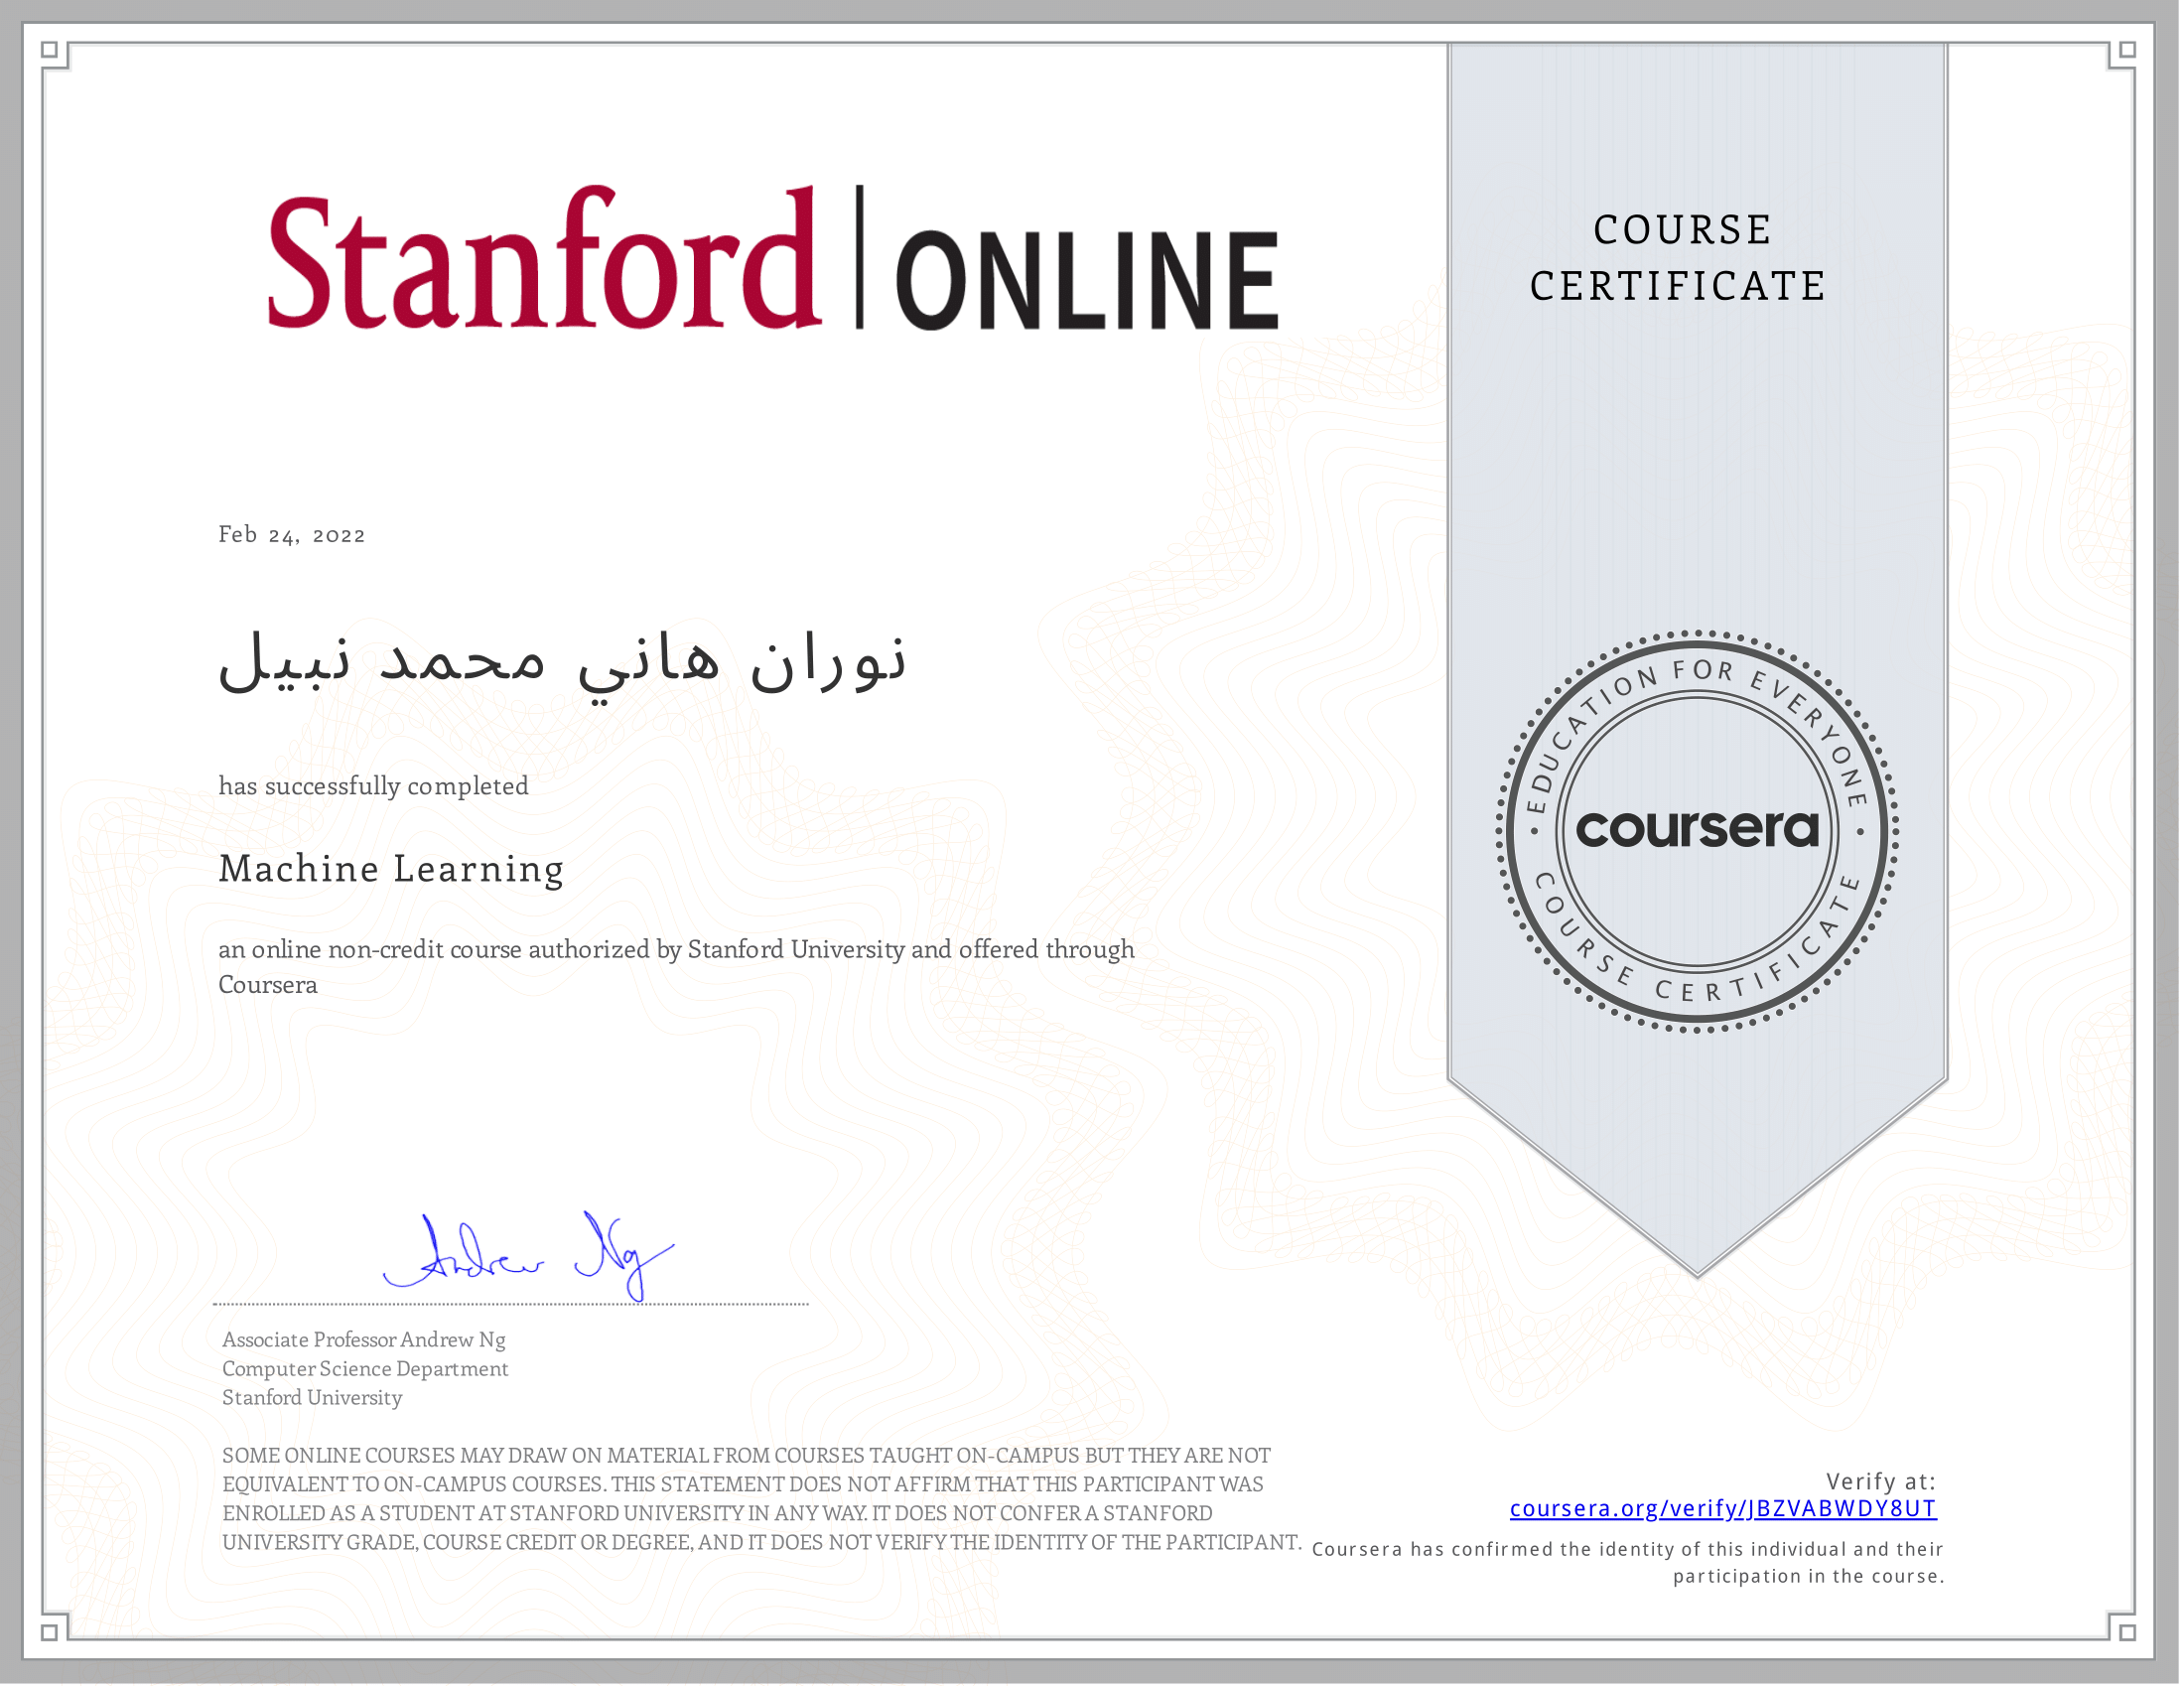 Stanford | ONLINE
COURSE
CERTIFICATE
Feb 24, 2022
نوران هاني محمد نبيل
has successfully completed
Machine Learning
an online non-credit course authorized by Stanford University and offered through
Coursera
EDUCATION FOR EVERYONE
coursera
COURSE CERTIFICATE
Andrew Ng
Associate Professor Andrew Ng
Computer Science Department
Stanford University
SOME ONLINE COURSES MAY DRAW ON MATERIAL FROM COURSES TAUGHT ON-CAMPUS BUT THEY ARE NOT
EQUIVALENT TO ON-CAMPUS COURSES. THIS STATEMENT DOES NOT AFFIRM THAT THIS PARTICIPANT WAS
ENROLLED AS A STUDENT AT STANFORD UNIVERSITY IN ANY WAY. IT DOES NOT CONFER A STANFORD
UNIVERSITY GRADE, COURSE CREDIT OR DEGREE, AND IT DOES NOT VERIFY THE IDENTITY OF THE PARTICIPANT.
Verify at:
coursera.org/verify/JBZVABWDY8UT
Coursera has confirmed the identity of this individual and their
participation in the course.